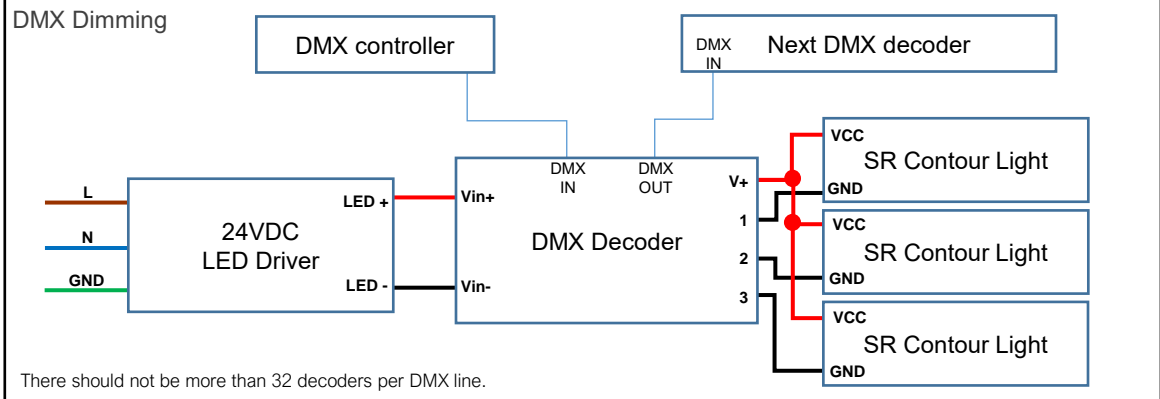 DMX Dimming
DMX controller
DMX
IN
Next DMX decoder
L
N
GND
24VDC
LED Driver
LED +
LED -
Vin+
Vin-
DMX
IN
DMX
OUT
DMX Decoder
V+
1
2
3
VCC
SR Contour Light
GND
VCC
SR Contour Light
GND
VCC
SR Contour Light
GND
There should not be more than 32 decoders per DMX line.